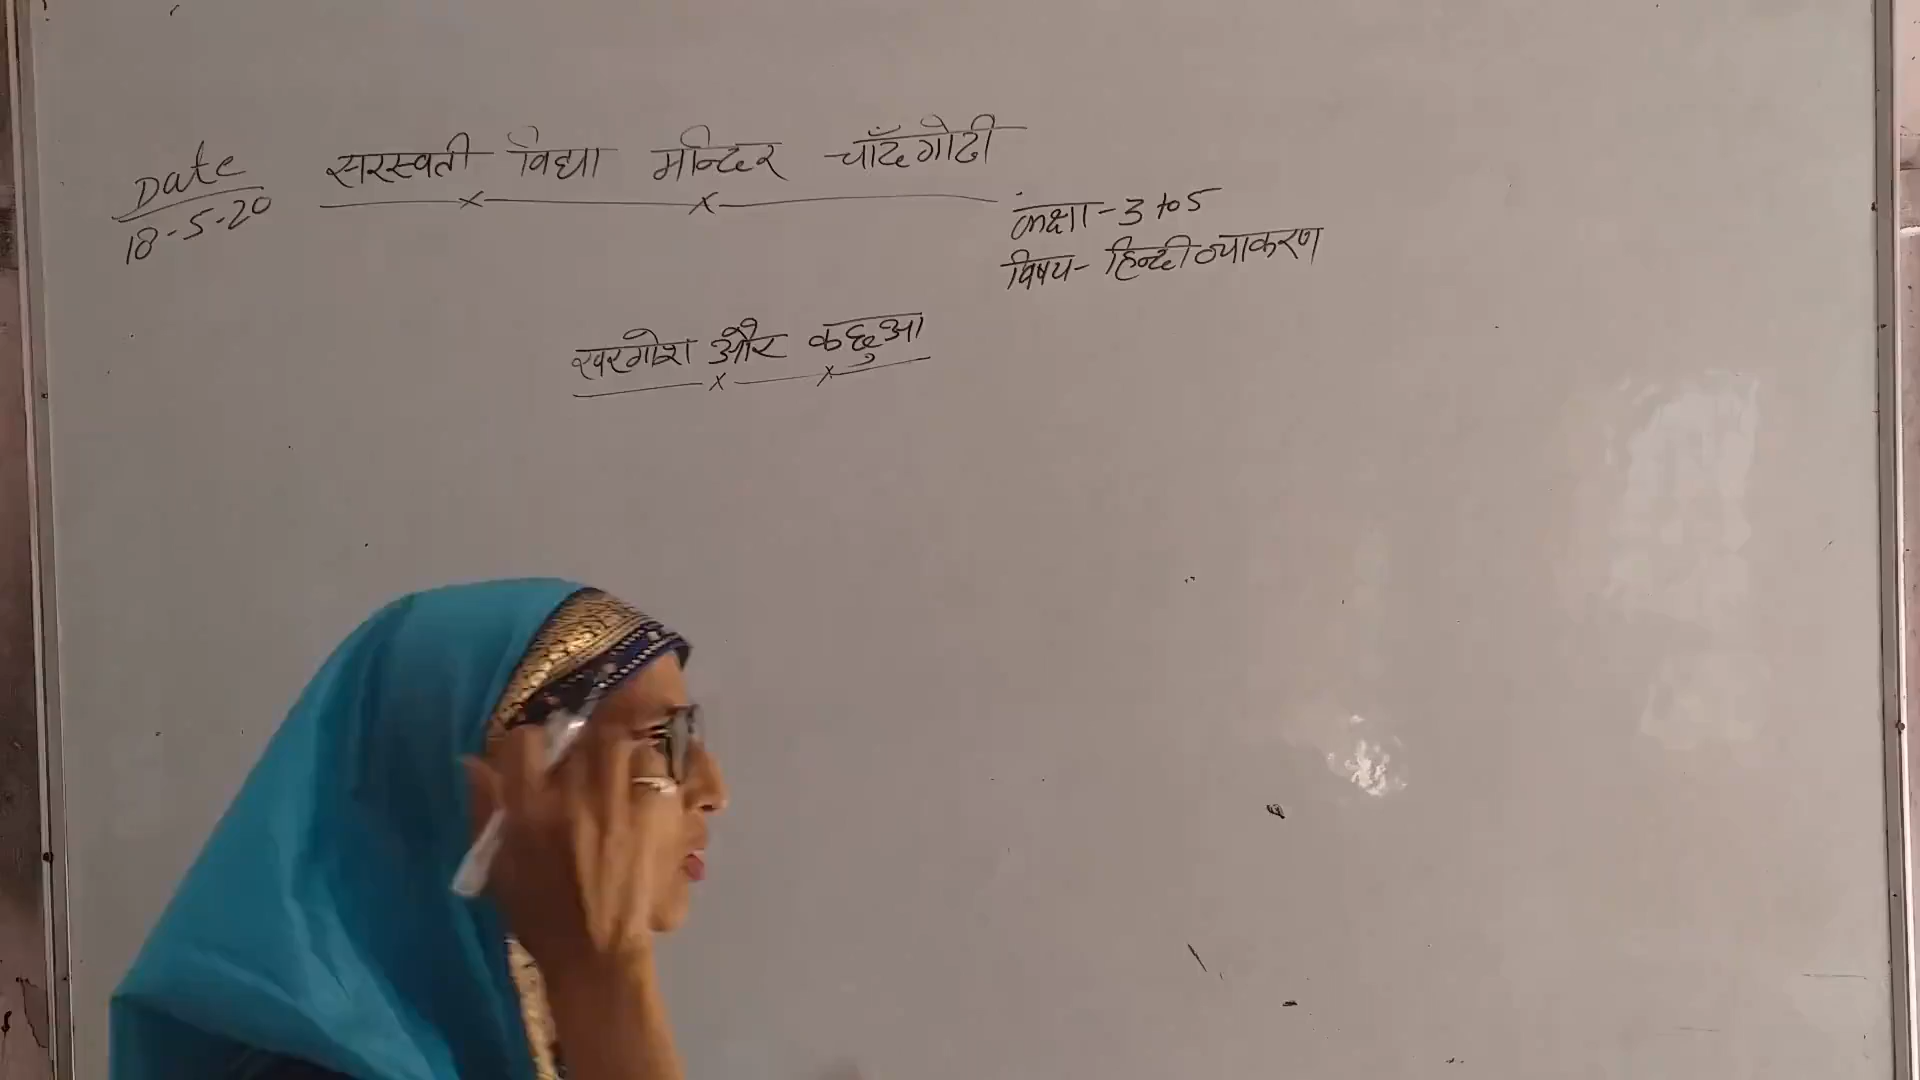 Date
18-5-20
सरस्वती विद्या मन्दिर चाँदगोठी
कक्षा-3 to 5
विषय- हिन्दी व्याकरण
खरगोश और कछुआ